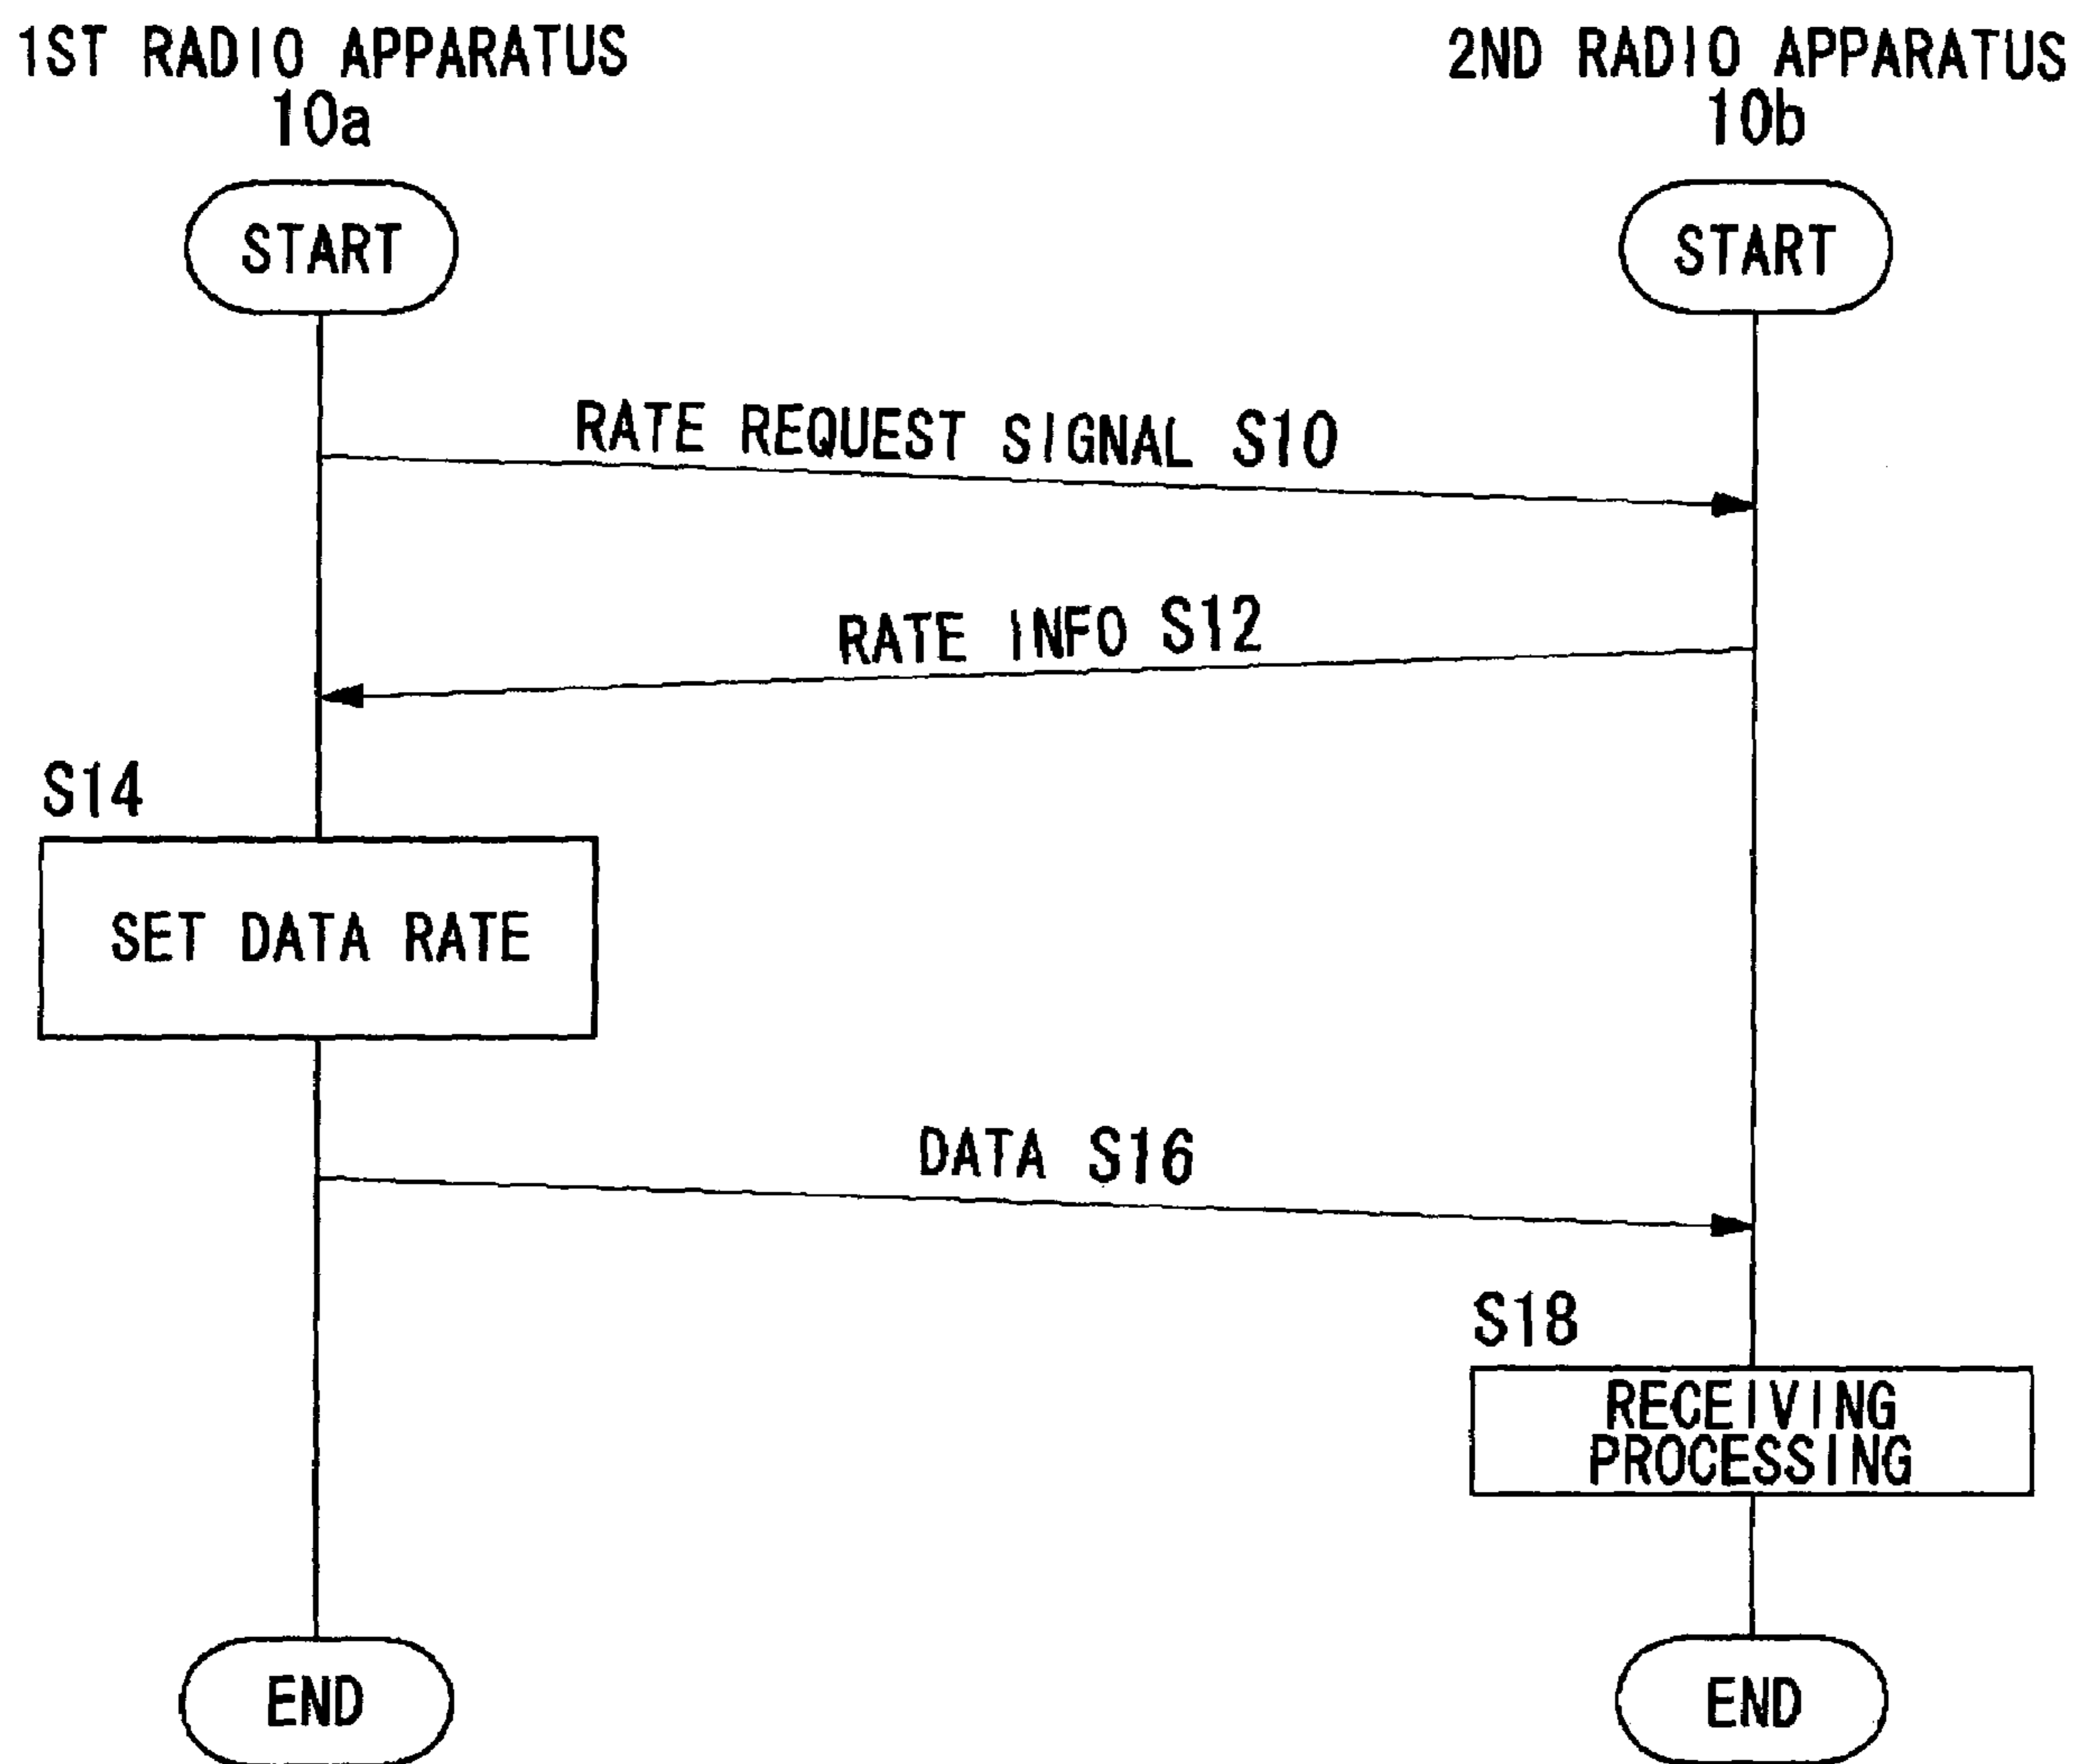 1ST RADIO APPARATUS
10a
2ND RADIO APPARATUS
10b
START
START
RATE REQUEST SIGNAL S10
RATE INFO S12
S14
SET DATA RATE
DATA S16
S18
RECEIVING
PROCESSING
END
END